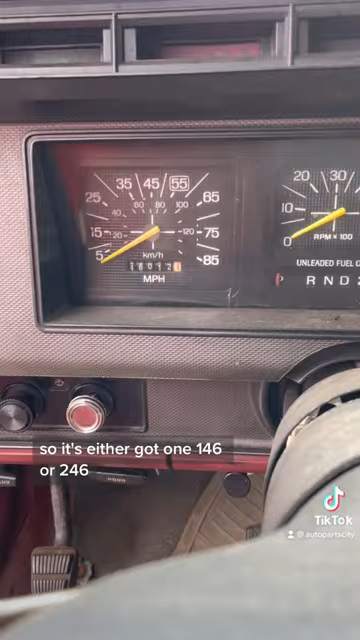 35 45 55
25 65
40 60 80 100
15 20 120 75
5 km/h 85
MPH
20 30
10
0 RPM X 100
UNLEADED FUEL
R N D
so it's either got one 146
or 246
TikTok
@autopartscity